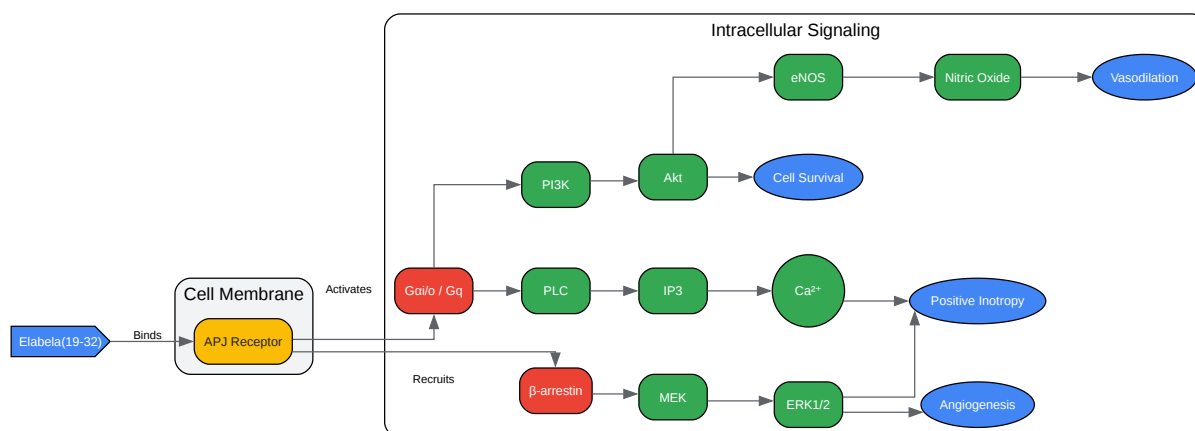 Intracellular Signaling
eNOS
Nitric Oxide
Vasodilation
PI3K
Akt
Cell Survival
Cell Membrane
Activates
Gαi/o / Gq
PLC
IP3
Ca²⁺
Positive Inotropy
Elabela(19-32)
Binds
APJ Receptor
Recruits
β-arrestin
MEK
ERK1/2
Angiogenesis